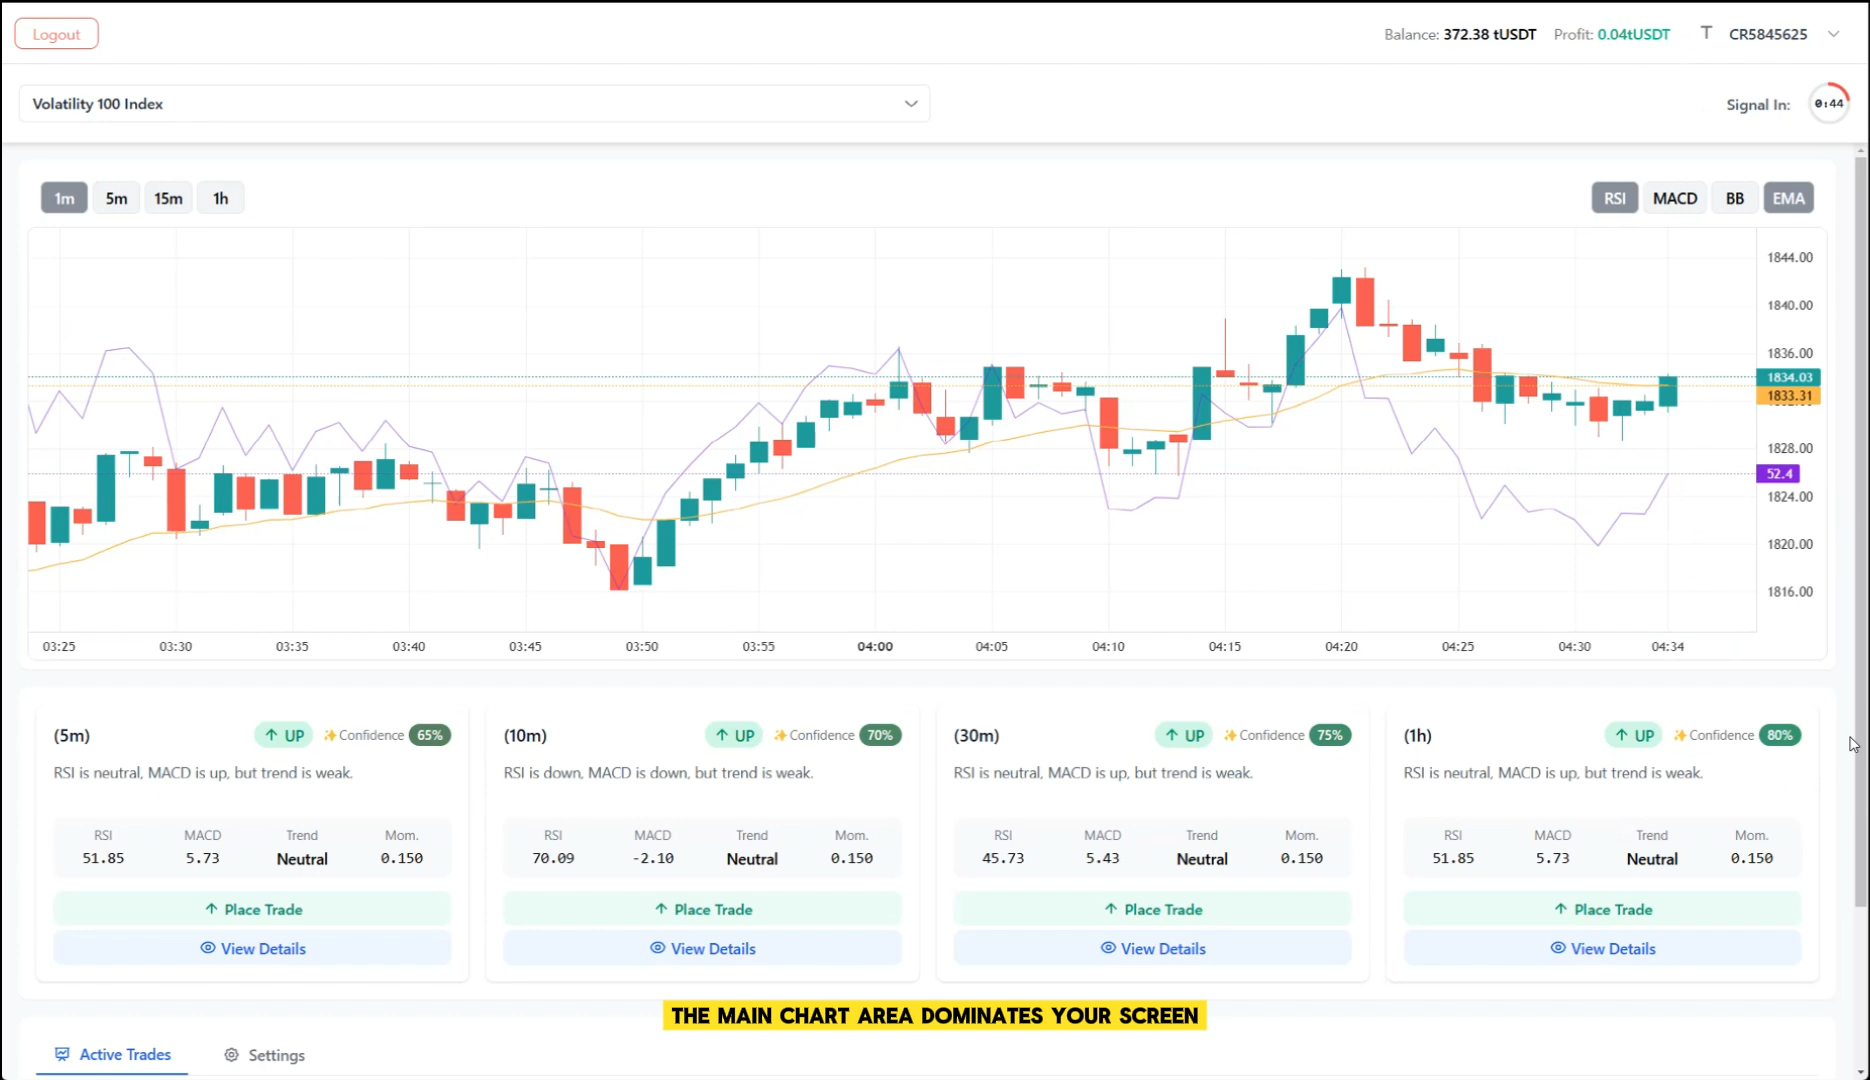 Logout
Balance: 372.38 tUSDT Profit: 0.04tUSDT T CR5845625
Volatility 100 Index
Signal In: 0:44
1m 5m 15m 1h
RSI MACD BB EMA
1844.00
1840.00
1836.00
1834.03
1833.31
1828.00
52.4
1824.00
1820.00
1816.00
03:25 03:30 03:35 03:40 03:45 03:50 03:55 04:00 04:05 04:10 04:15 04:20 04:25 04:30 04:34
(5m) ↑ UP ✨Confidence 65%
RSI is neutral, MACD is up, but trend is weak.
RSI MACD Trend Mom.
51.85 5.73 Neutral 0.150
↑ Place Trade
View Details
(10m) ↑ UP ✨Confidence 70%
RSI is down, MACD is down, but trend is weak.
RSI MACD Trend Mom.
70.09 -2.10 Neutral 0.150
↑ Place Trade
View Details
(30m) ↑ UP ✨Confidence 75%
RSI is neutral, MACD is up, but trend is weak.
RSI MACD Trend Mom.
45.73 5.43 Neutral 0.150
↑ Place Trade
View Details
(1h) ↑ UP ✨Confidence 80%
RSI is neutral, MACD is up, but trend is weak.
RSI MACD Trend Mom.
51.85 5.73 Neutral 0.150
↑ Place Trade
View Details
THE MAIN CHART AREA DOMINATES YOUR SCREEN
Active Trades Settings